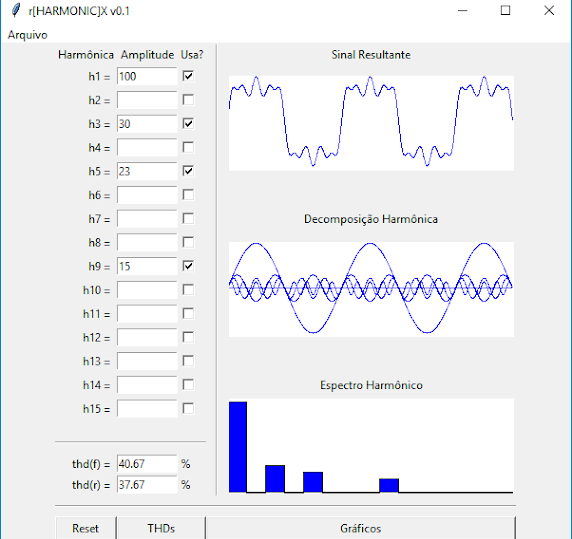 r[HARMONIC]X v0.1
Arquivo
Harmônica Amplitude Usa?
h1 = 100
h2 =
h3 = 30
h4 =
h5 = 23
h6 =
h7 =
h8 =
h9 = 15
h10 =
h11 =
h12 =
h13 =
h14 =
h15 =
thd(f) = 40.67 %
thd(r) = 37.67 %
Reset THDs Gráficos
Sinal Resultante
Decomposição Harmônica
Espectro Harmônico